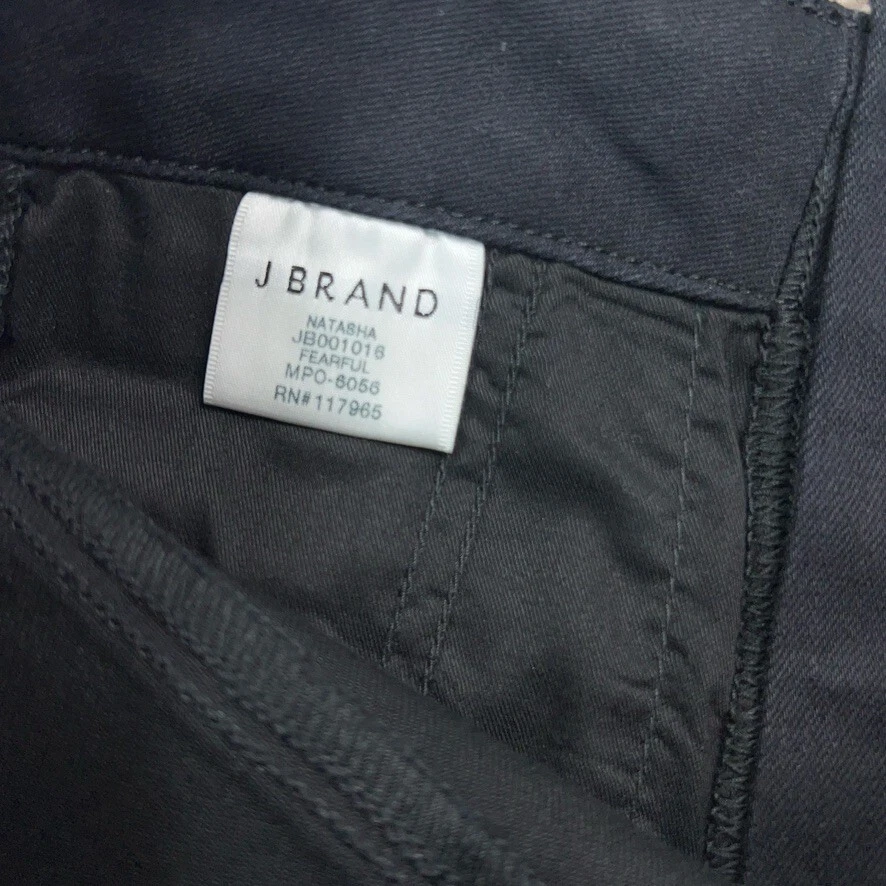 J BRAND
NATASHA
JB001016
FEARFUL
MPO-6056
RN# 117965